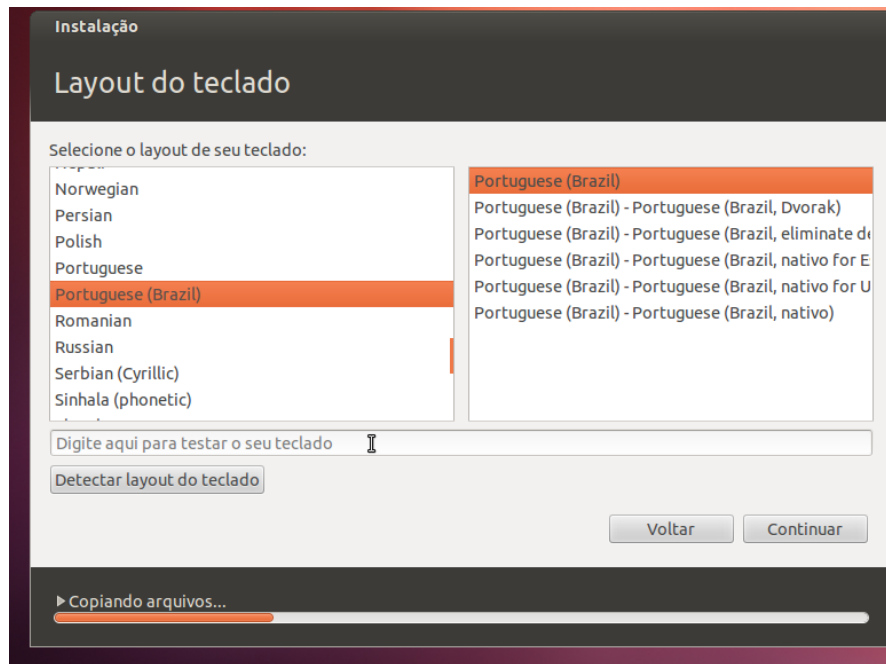 Instalação
Layout do teclado
Selecione o layout de seu teclado:
Norwegian
Persian
Polish
Portuguese
Portuguese (Brazil)
Romanian
Russian
Serbian (Cyrillic)
Sinhala (phonetic)
Portuguese (Brazil)
Portuguese (Brazil) - Portuguese (Brazil, Dvorak)
Portuguese (Brazil) - Portuguese (Brazil, eliminate de
Portuguese (Brazil) - Portuguese (Brazil, nativo for E
Portuguese (Brazil) - Portuguese (Brazil, nativo for U
Portuguese (Brazil) - Portuguese (Brazil, nativo)
Digite aqui para testar o seu teclado
Detectar layout do teclado
Voltar
Continuar
Copiando arquivos...